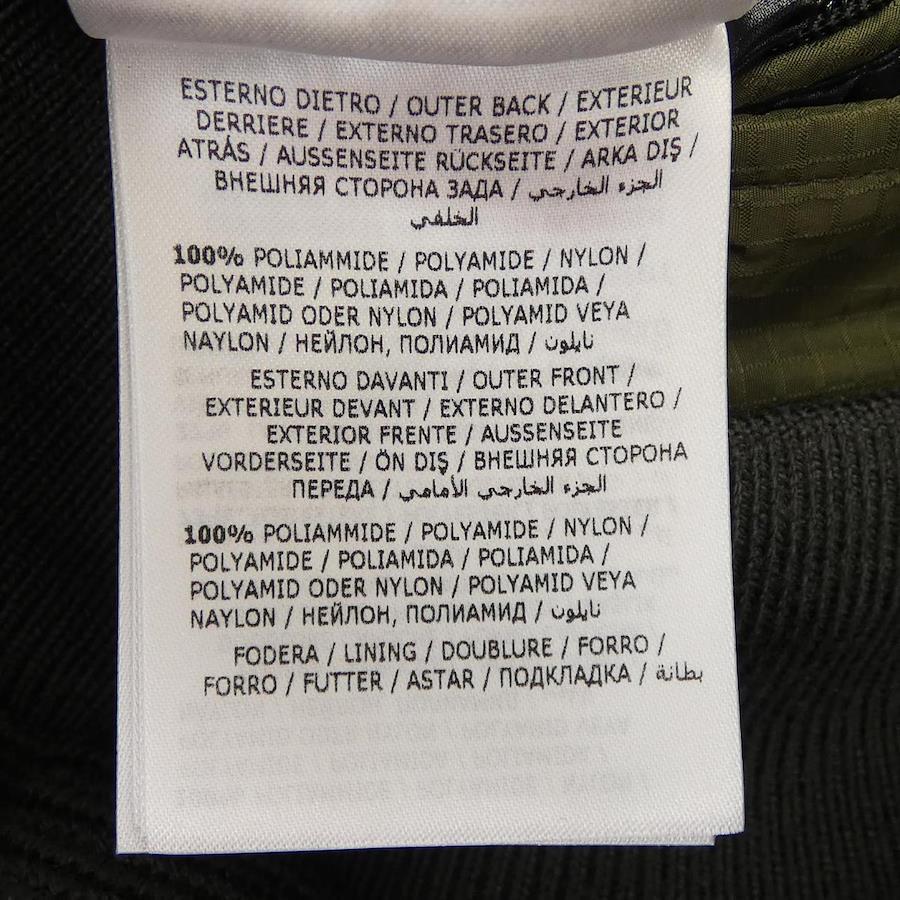 ESTERNO DIETRO / OUTER BACK / EXTERIEUR
DERRIERE / EXTERNO TRASERO / EXTERIOR
ATRÁS / AUSSENSEITE RÜCKSEITE / ARKA DIŞ /
ВНЕШНЯЯ СТОРОНА ЗАДА / الجزء الخارجي
الخلفي
100% POLIAMMIDE / POLYAMIDE / NYLON /
POLYAMIDE / POLIAMIDA / POLIAMIDA /
POLYAMID ODER NYLON / POLYAMID VEYA
NAYLON / НЕЙЛОН, ПОЛИАМИД / نايلون
ESTERNO DAVANTI / OUTER FRONT /
EXTERIEUR DEVANT / EXTERNO DELANTERO /
EXTERIOR FRENTE / AUSSENSEITE
VORDERSEITE / ÖN DIŞ / ВНЕШНЯЯ СТОРОНА
ПЕРЕДА / الجزء الخارجي الأمامي
100% POLIAMMIDE / POLYAMIDE / NYLON /
POLYAMIDE / POLIAMIDA / POLIAMIDA /
POLYAMID ODER NYLON / POLYAMID VEYA
NAYLON / НЕЙЛОН, ПОЛИАМИД / نايلون
FODERA / LINING / DOUBLURE / FORRO /
FORRO / FUTTER / ASTAR / ПОДКЛАДКА / بطانة